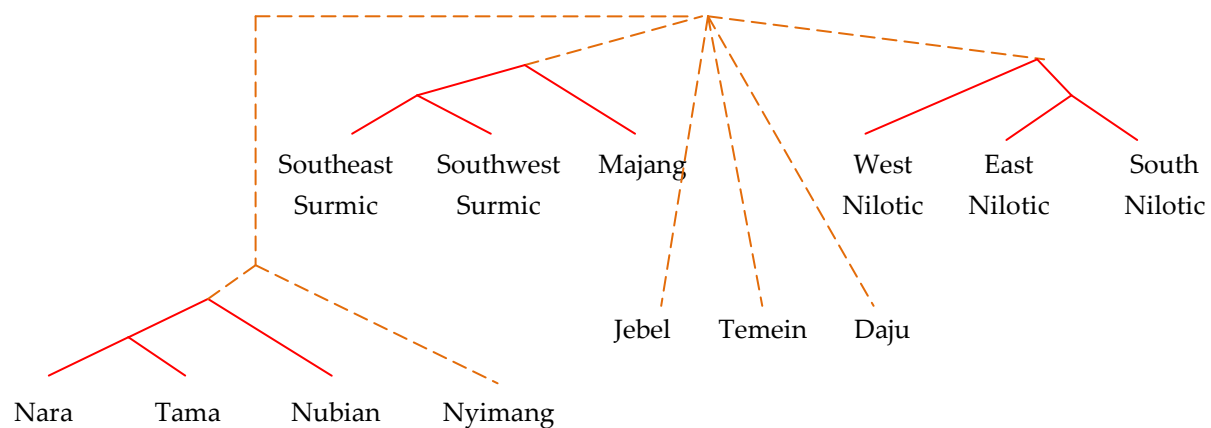 Southeast Southwest Majang West East South
Surmic Surmic Nilotic Nilotic Nilotic
Jebel Temein Daju
Nara Tama Nubian Nyimang